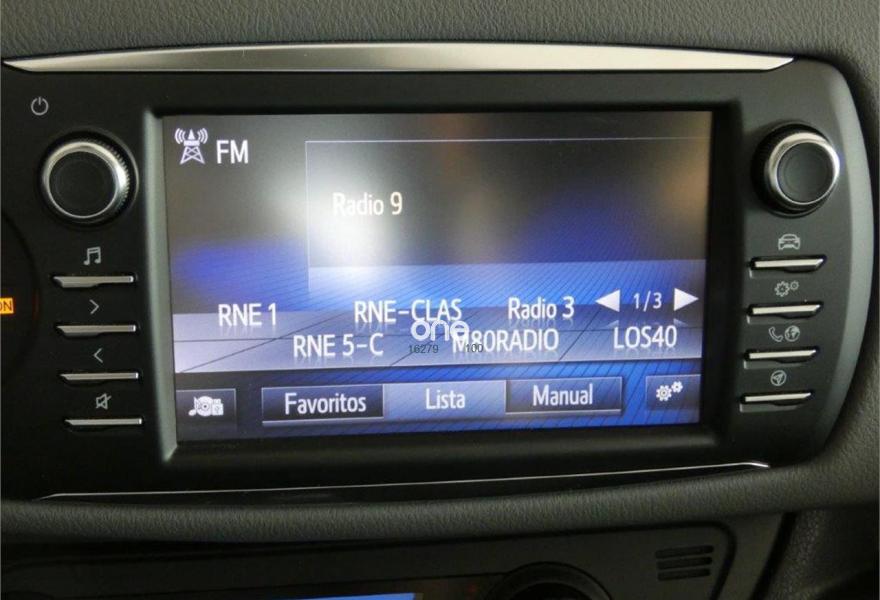 FM
Radio 9
RNE 1 RNE-CLAS Radio 3 1/3
RNE 5-C M80RADIO LOS40
one
16279 100
Favoritos Lista Manual
ON